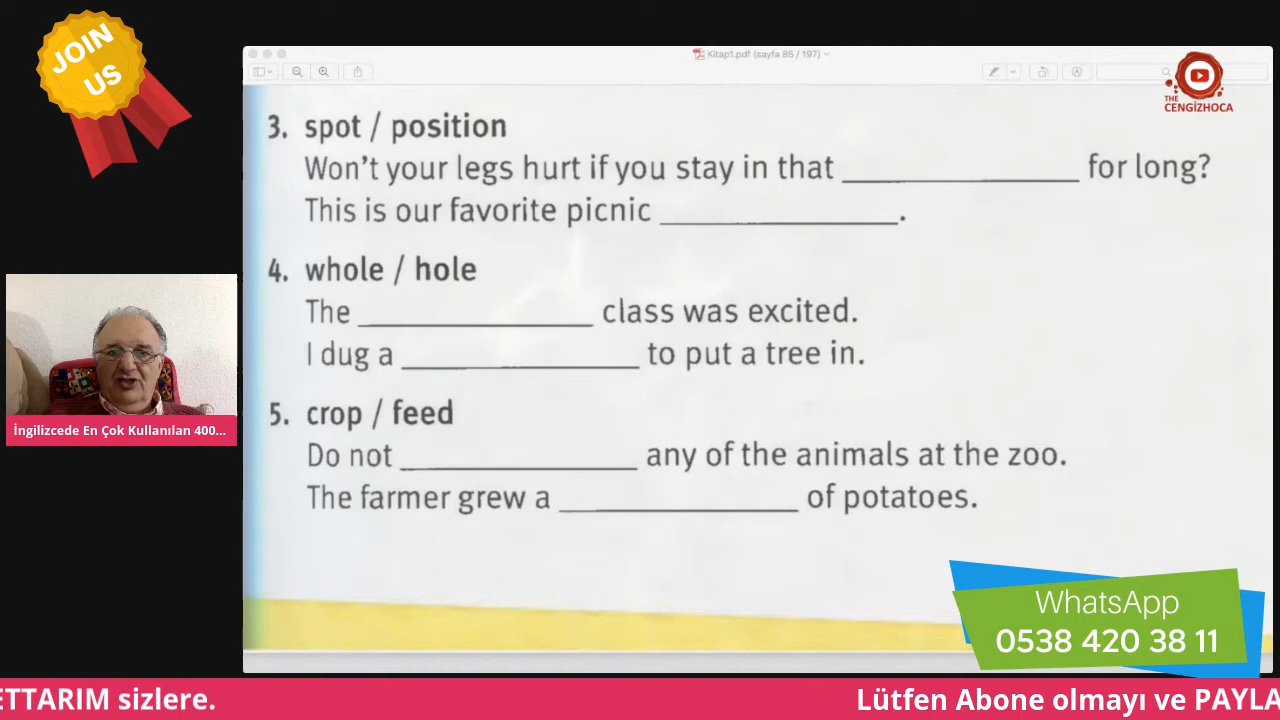 JOIN
US
Kitap1.pdf (sayfa 85 / 197)
THE
CENGİZHOCA
3. spot / position
Won't your legs hurt if you stay in that ______________ for long?
This is our favorite picnic ______________.
4. whole / hole
The ______________ class was excited.
I dug a ______________ to put a tree in.
5. crop / feed
Do not ______________ any of the animals at the zoo.
The farmer grew a ______________ of potatoes.
İngilizcede En Çok Kullanılan 400...
WhatsApp
0538 420 38 11
ETTARIM sizlere.
Lütfen Abone olmayı ve PAYLA